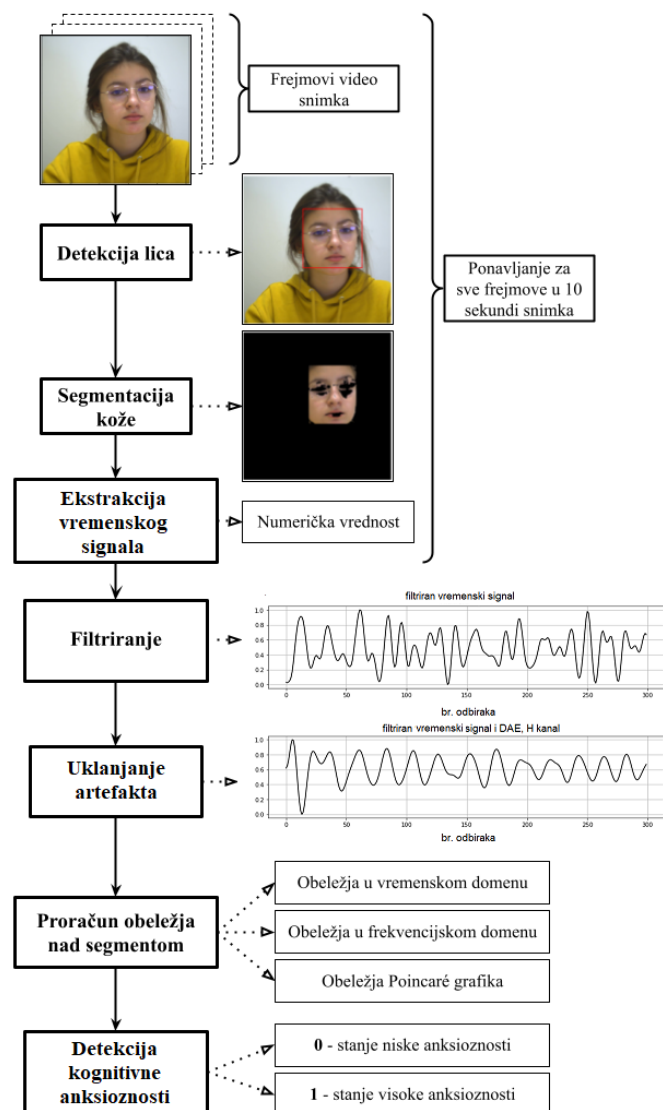 Frejmovi video
snimka
Detekcija lica
Ponavljanje za
sve frejmove u 10
sekundi snimka
Segmentacija
kože
Ekstrakcija
vremenskog
signala
Numerička vrednost
Filtriranje
filtriran vremenski signal
1.0
0.8
0.6
0.4
0.2
0.0
0 50 100 150 200 250 300
br. odbiraka
Uklanjanje
artefakta
filtriran vremenski signal i DAE, H kanal
1.0
0.8
0.6
0.4
0.2
0.0
0 50 100 150 200 250 300
br. odbiraka
Proračun obeležja
nad segmentom
Obeležja u vremenskom domenu
Obeležja u frekvencijskom domenu
Obeležja Poincaré grafika
Detekcija
kognitivne
anksioznosti
0 - stanje niske anksioznosti
1 - stanje visoke anksioznosti